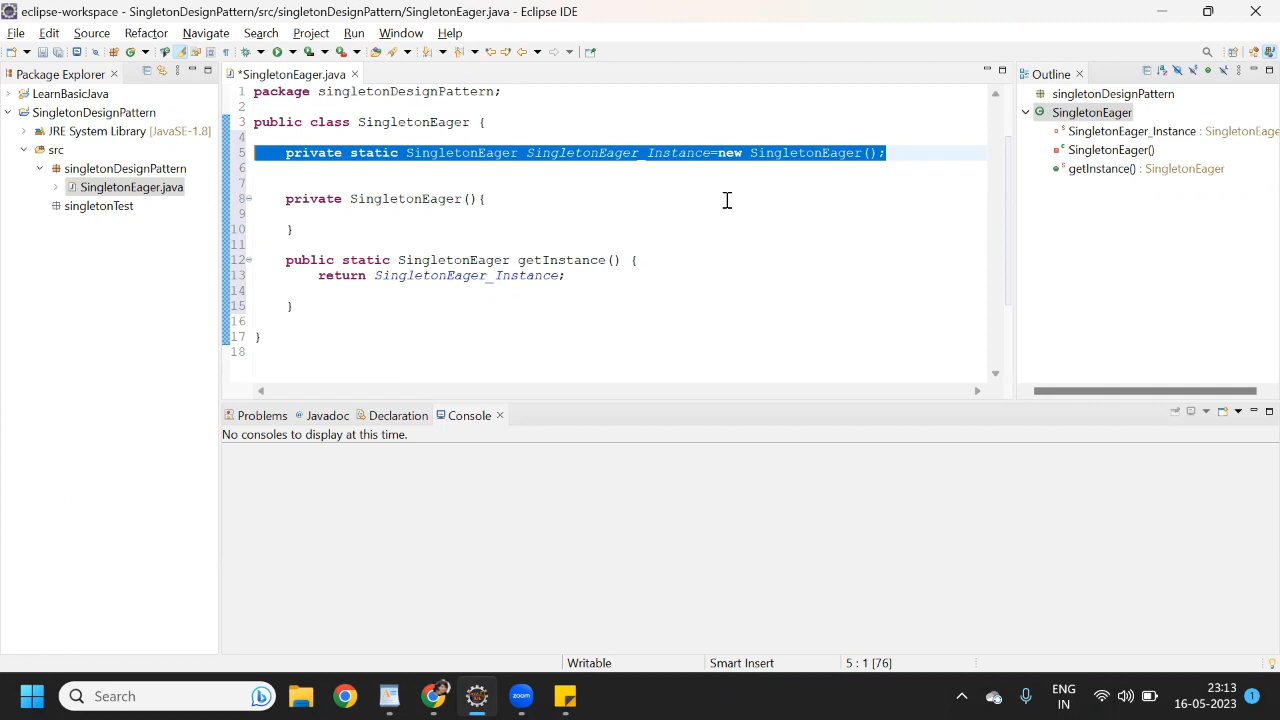 eclipse-workspace - SingletonDesignPattern/src/singletonDesignPattern/SingletonEager.java - Eclipse IDE
File Edit Source Refactor Navigate Search Project Run Window Help
Package Explorer
LearnBasicJava
SingletonDesignPattern
JRE System Library [JavaSE-1.8]
src
singletonDesignPattern
SingletonEager.java
singletonTest
*SingletonEager.java
1 package singletonDesignPattern;
2
3 public class SingletonEager {
4
5 private static SingletonEager SingletonEager_Instance=new SingletonEager();
6
7
8 private SingletonEager(){
9
10 }
11
12 public static SingletonEager getInstance() {
13 return SingletonEager_Instance;
14
15 }
16
17 }
18
Outline
singletonDesignPattern
SingletonEager
SingletonEager_Instance : SingletonEage
SingletonEager()
getInstance() : SingletonEager
Problems Javadoc Declaration Console
No consoles to display at this time.
Writable Smart Insert 5 : 1 [76]
Search
ENG
IN
23:13
16-05-2023
1
zoom